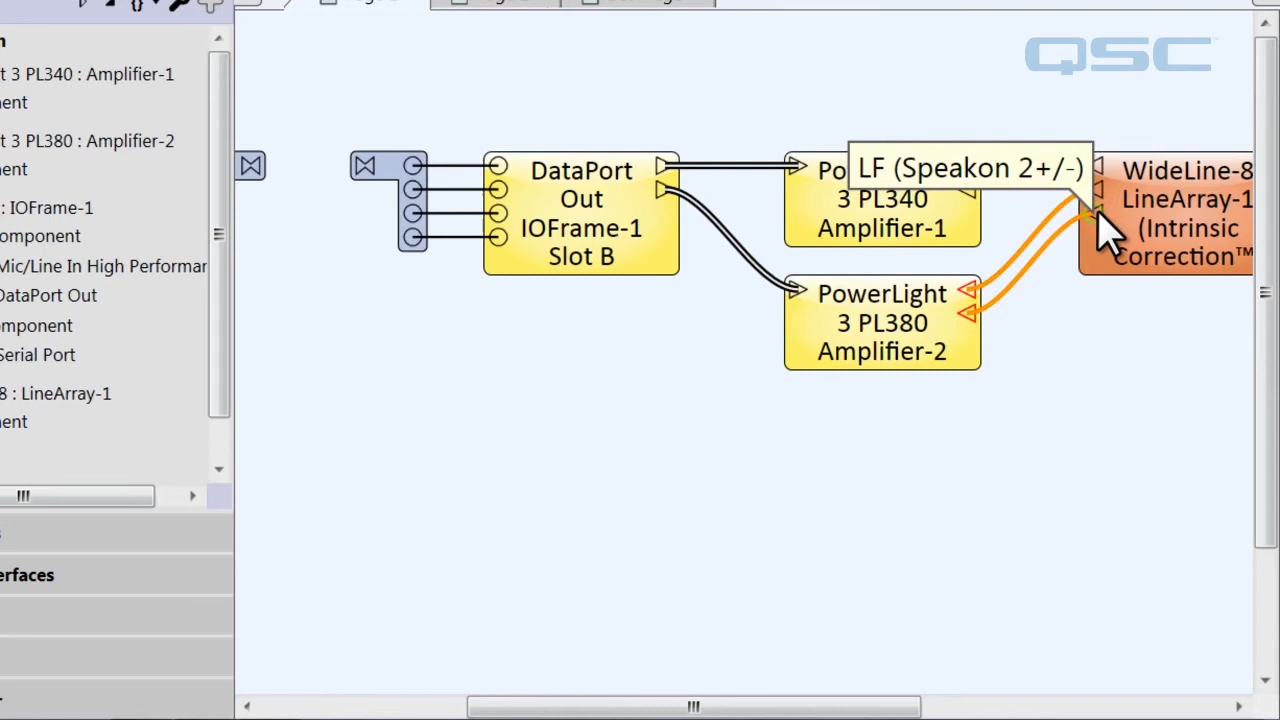 QSC
n
t 3 PL340 : Amplifier-1
nent
t 3 PL380 : Amplifier-2
nent
: IOFrame-1
omponent
Mic/Line In High Performar
DataPort Out
omponent
Serial Port
8 : LineArray-1
nent
erfaces
DataPort
Out
IOFrame-1
Slot B
Po
3 PL340
Amplifier-1
LF (Speakon 2+/-)
WideLine-8
LineArray-1
(Intrinsic
Correction™
PowerLight
3 PL380
Amplifier-2